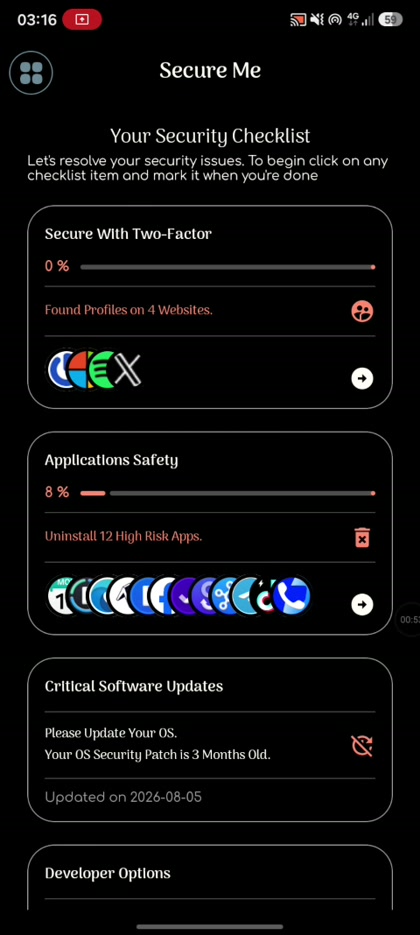 03:16
4G
59
Secure Me
Your Security Checklist
Let's resolve your security issues. To begin click on any
checklist item and mark it when you're done
Secure With Two-Factor
0 %
Found Profiles on 4 Websites.
Applications Safety
8 %
Uninstall 12 High Risk Apps.
00:53
Critical Software Updates
Please Update Your OS.
Your OS Security Patch is 3 Months Old.
Updated on 2026-08-05
Developer Options